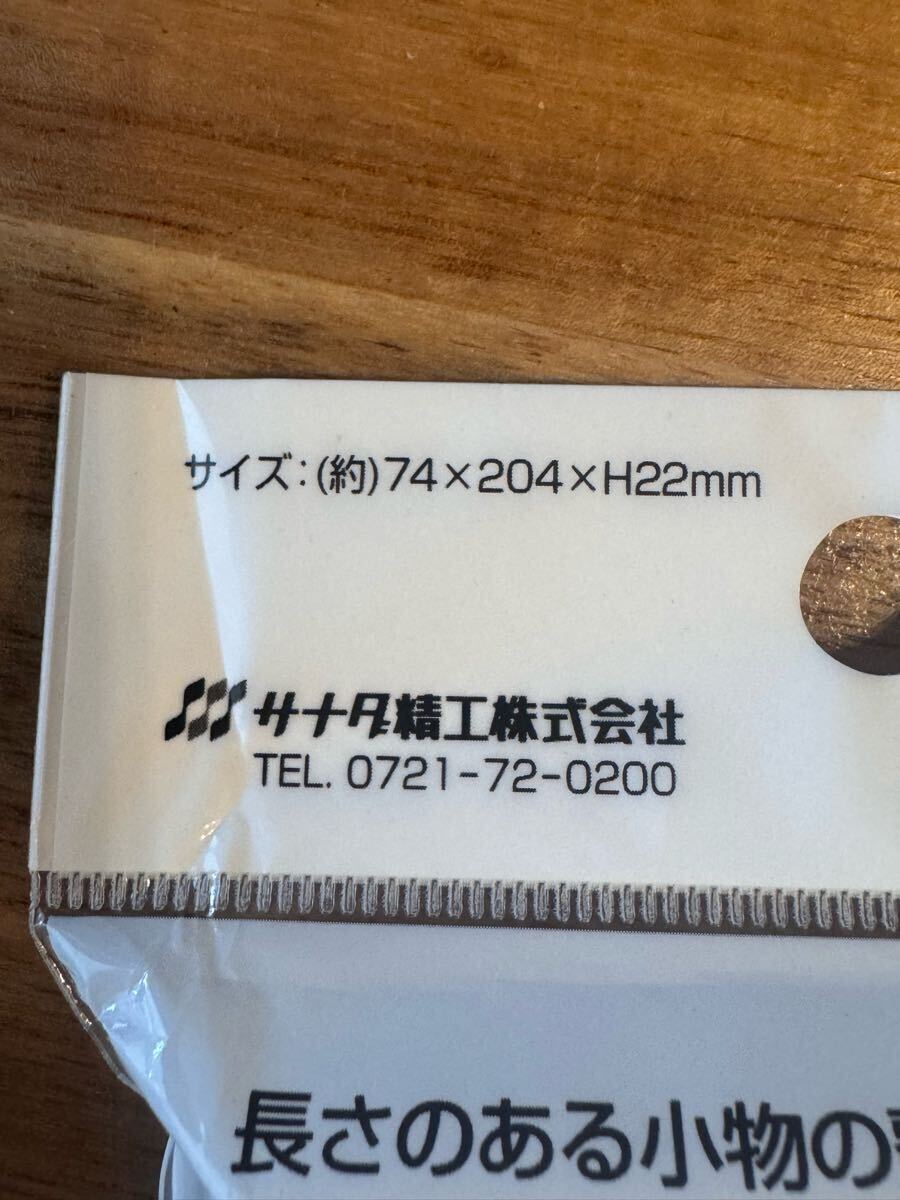 サイズ：(約)74×204×H22mm
サナダ精工株式会社
TEL. 0721-72-0200
長さのある小物の